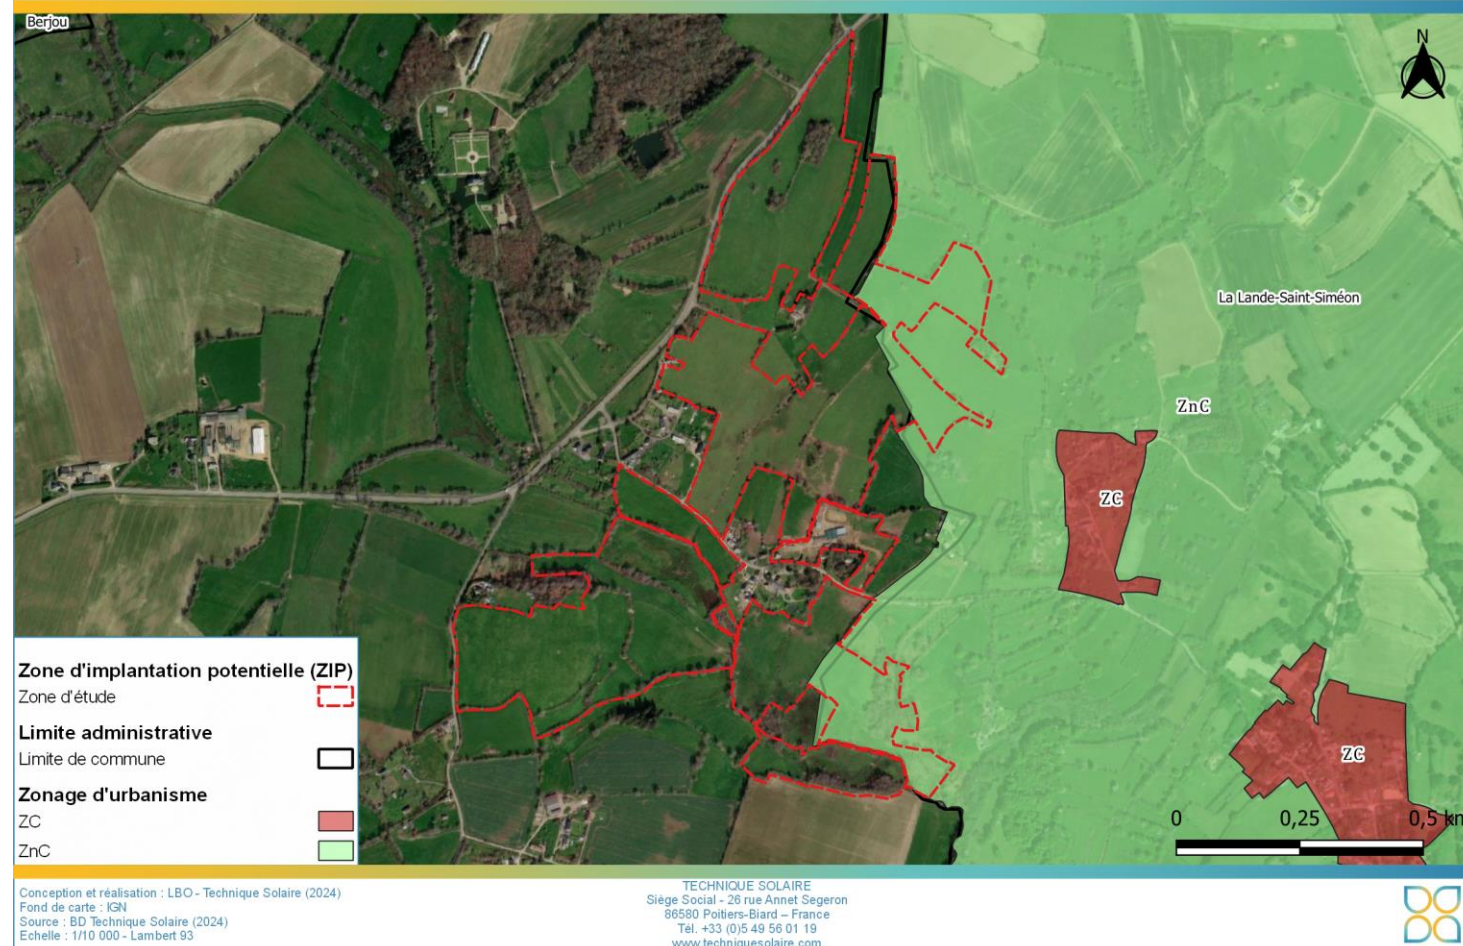 Berjou
N
La Lande-Saint-Siméon
ZnC
ZC
ZC
0 0,25 0,5 km
Zone d'implantation potentielle (ZIP)
Zone d'étude
Limite administrative
Limite de commune
Zonage d'urbanisme
ZC
ZnC
Conception et réalisation : LBO - Technique Solaire (2024)
Fond de carte : IGN
Source : BD Technique Solaire (2024)
Echelle : 1/10 000 - Lambert 93
TECHNIQUE SOLAIRE
Siège Social - 26 rue Annet Segeron
86580 Poitiers-Biard – France
Tél. +33 (0)5 49 56 01 19
www.techniquesolaire.com